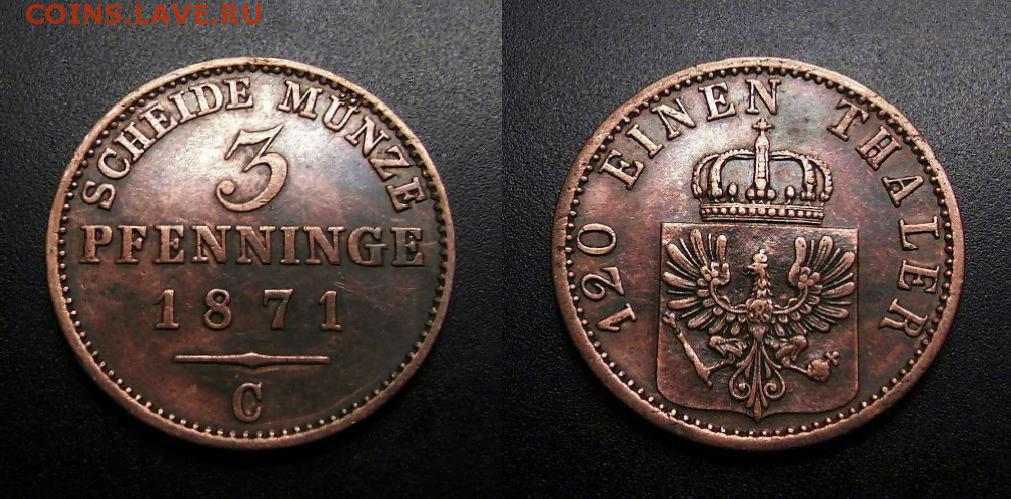 COINS.LAVE.RU
SCHEIDE MÜNZE
3
PFENNINGE
1871
C
120 EINEN THALER